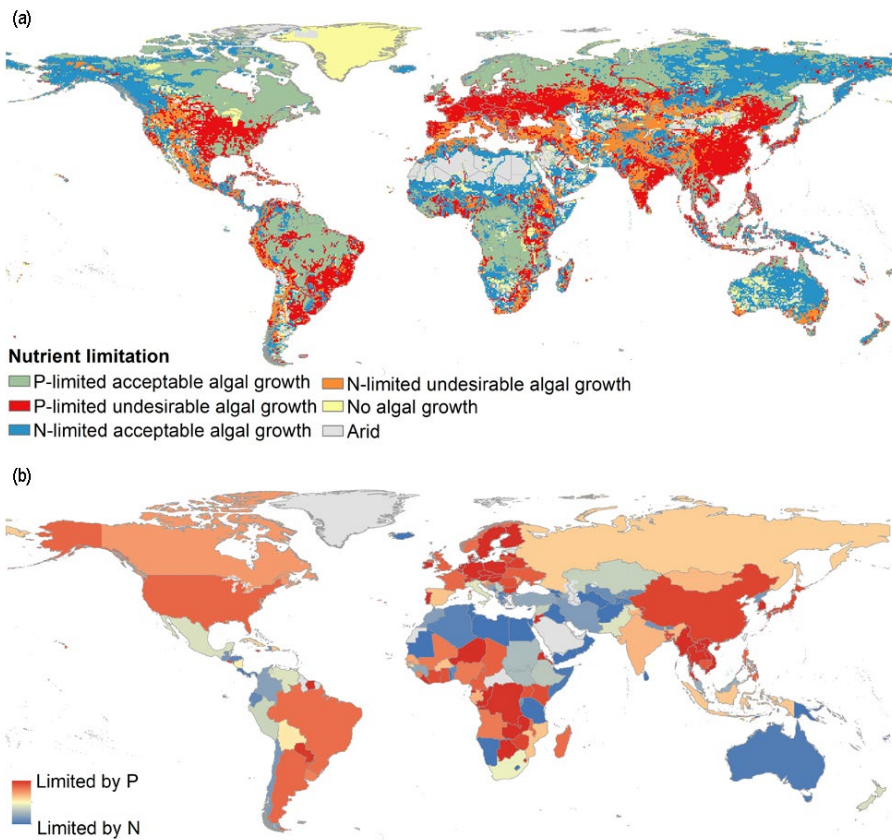 (a)
Nutrient limitation
P-limited acceptable algal growth
N-limited undesirable algal growth
P-limited undesirable algal growth
No algal growth
N-limited acceptable algal growth
Arid
(b)
Limited by P
Limited by N